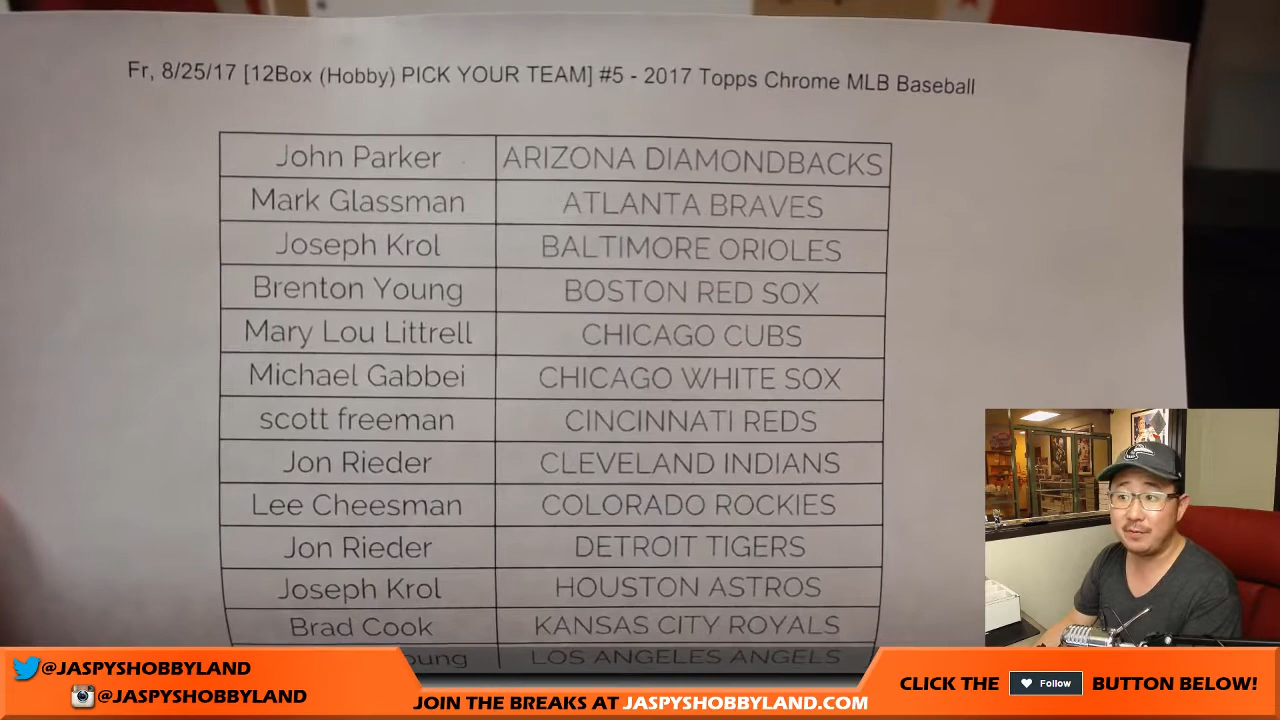 Fr, 8/25/17 [12Box (Hobby) PICK YOUR TEAM] #5 - 2017 Topps Chrome MLB Baseball
John Parker ARIZONA DIAMONDBACKS
Mark Glassman ATLANTA BRAVES
Joseph Krol BALTIMORE ORIOLES
Brenton Young BOSTON RED SOX
Mary Lou Littrell CHICAGO CUBS
Michael Gabbei CHICAGO WHITE SOX
scott freeman CINCINNATI REDS
Jon Rieder CLEVELAND INDIANS
Lee Cheesman COLORADO ROCKIES
Jon Rieder DETROIT TIGERS
Joseph Krol HOUSTON ASTROS
Brad Cook KANSAS CITY ROYALS
LOS ANGELES ANGELS
@JASPYSHOBBYLAND
@JASPYSHOBBYLAND
JOIN THE BREAKS AT JASPYSHOBBYLAND.COM
CLICK THE Follow BUTTON BELOW!